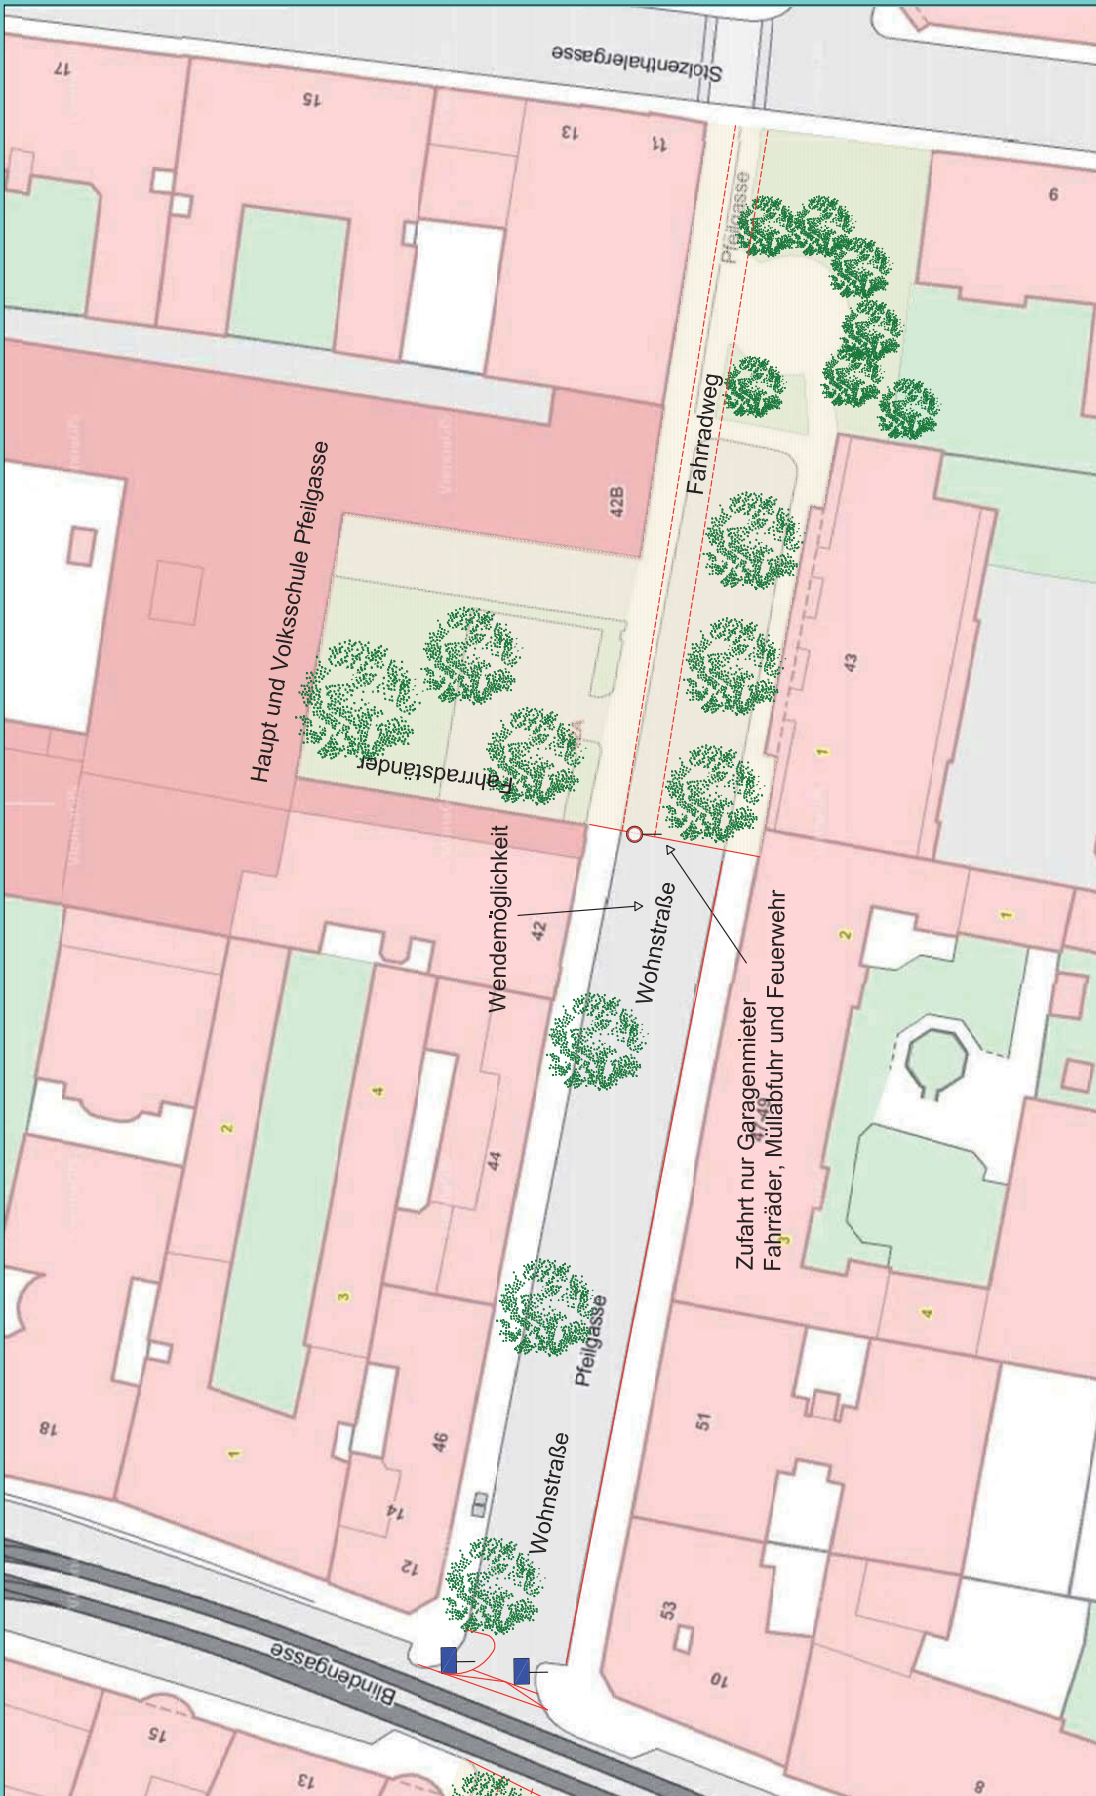 Stolzenthalergasse
17
15
13
11
9
Pfeilgasse
Fahrradweg
42B
Haupt und Volksschule Pfeilgasse
43
1
Fahrradständer
Wendemöglichkeit
42
Wohnstraße
2
1
Zufahrt nur Garagenmieter
Fahrräder, Müllabfuhr und Feuerwehr
47-49
4
2
44
3
3
4
Pfeilgasse
51
18
1
46
Wohnstraße
14
12
53
10
Blindengasse
15
13
8